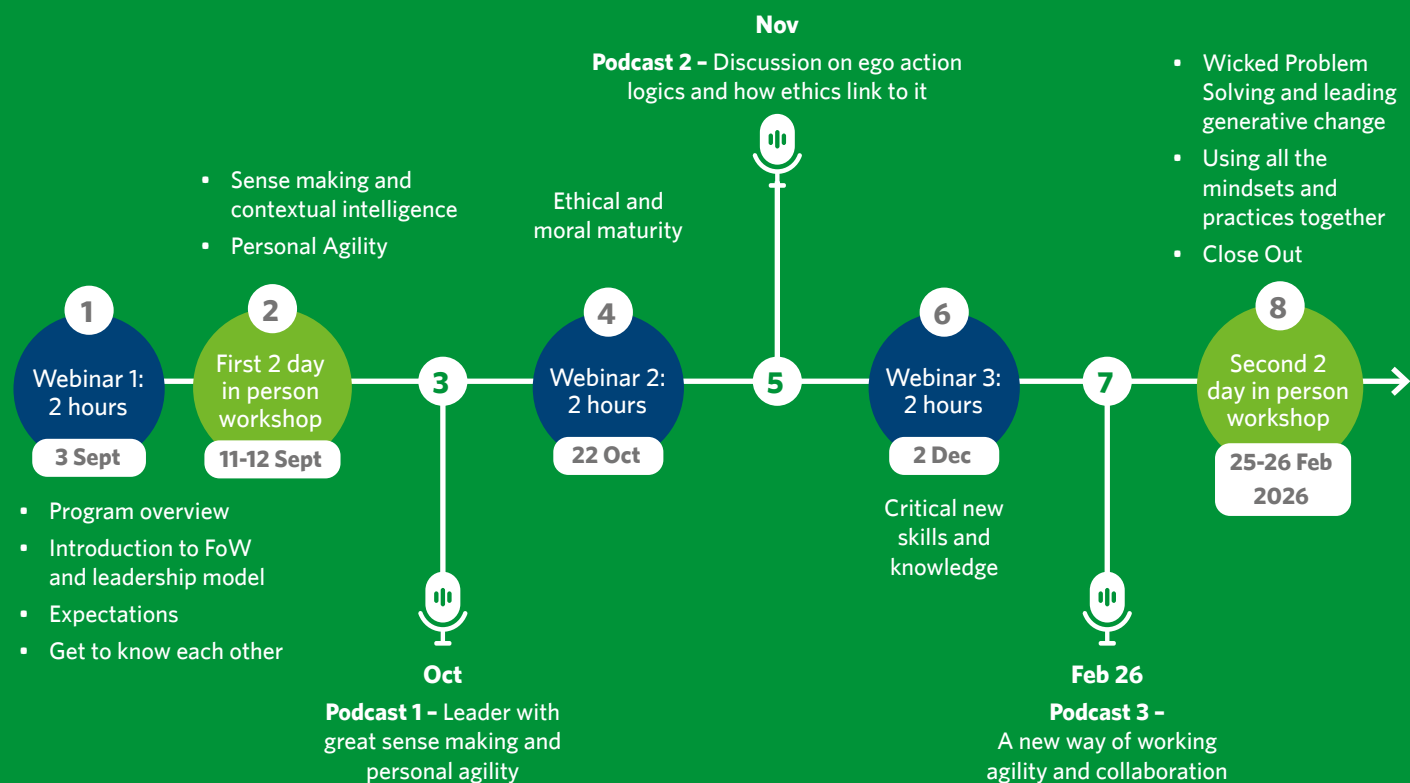 1
Webinar 1:
2 hours
3 Sept
▪ Program overview
▪ Introduction to FoW
and leadership model
▪ Expectations
▪ Get to know each other
▪ Sense making and
contextual intelligence
▪ Personal Agility
2
First 2 day
in person
workshop
11-12 Sept
3
Oct
Podcast 1 – Leader with
great sense making and
personal agility
Ethical and
moral maturity
4
Webinar 2:
2 hours
22 Oct
Nov
Podcast 2 – Discussion on ego action
logics and how ethics link to it
5
6
Webinar 3:
2 hours
2 Dec
Critical new
skills and
knowledge
7
Feb 26
Podcast 3 –
A new way of working
agility and collaboration
▪ Wicked Problem
Solving and leading
generative change
▪ Using all the
mindsets and
practices together
▪ Close Out
8
Second 2
day in person
workshop
25-26 Feb
2026